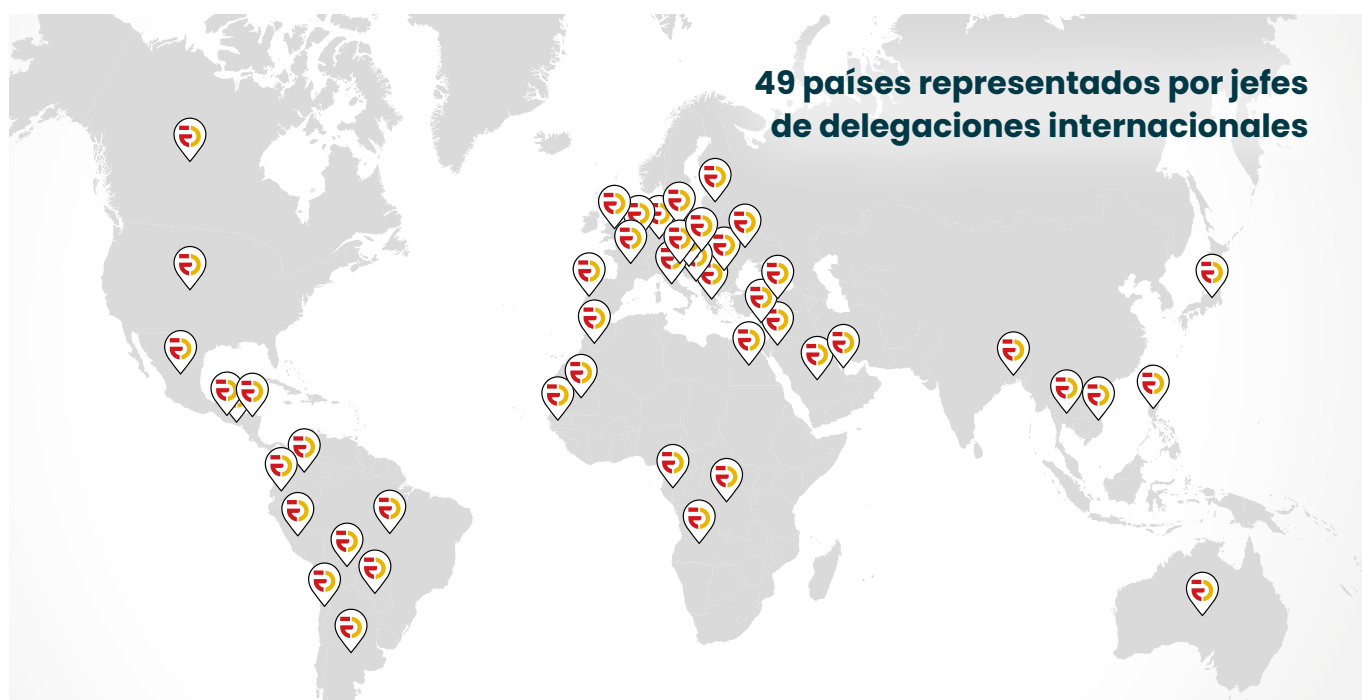 49 países representados por jefes
de delegaciones internacionales